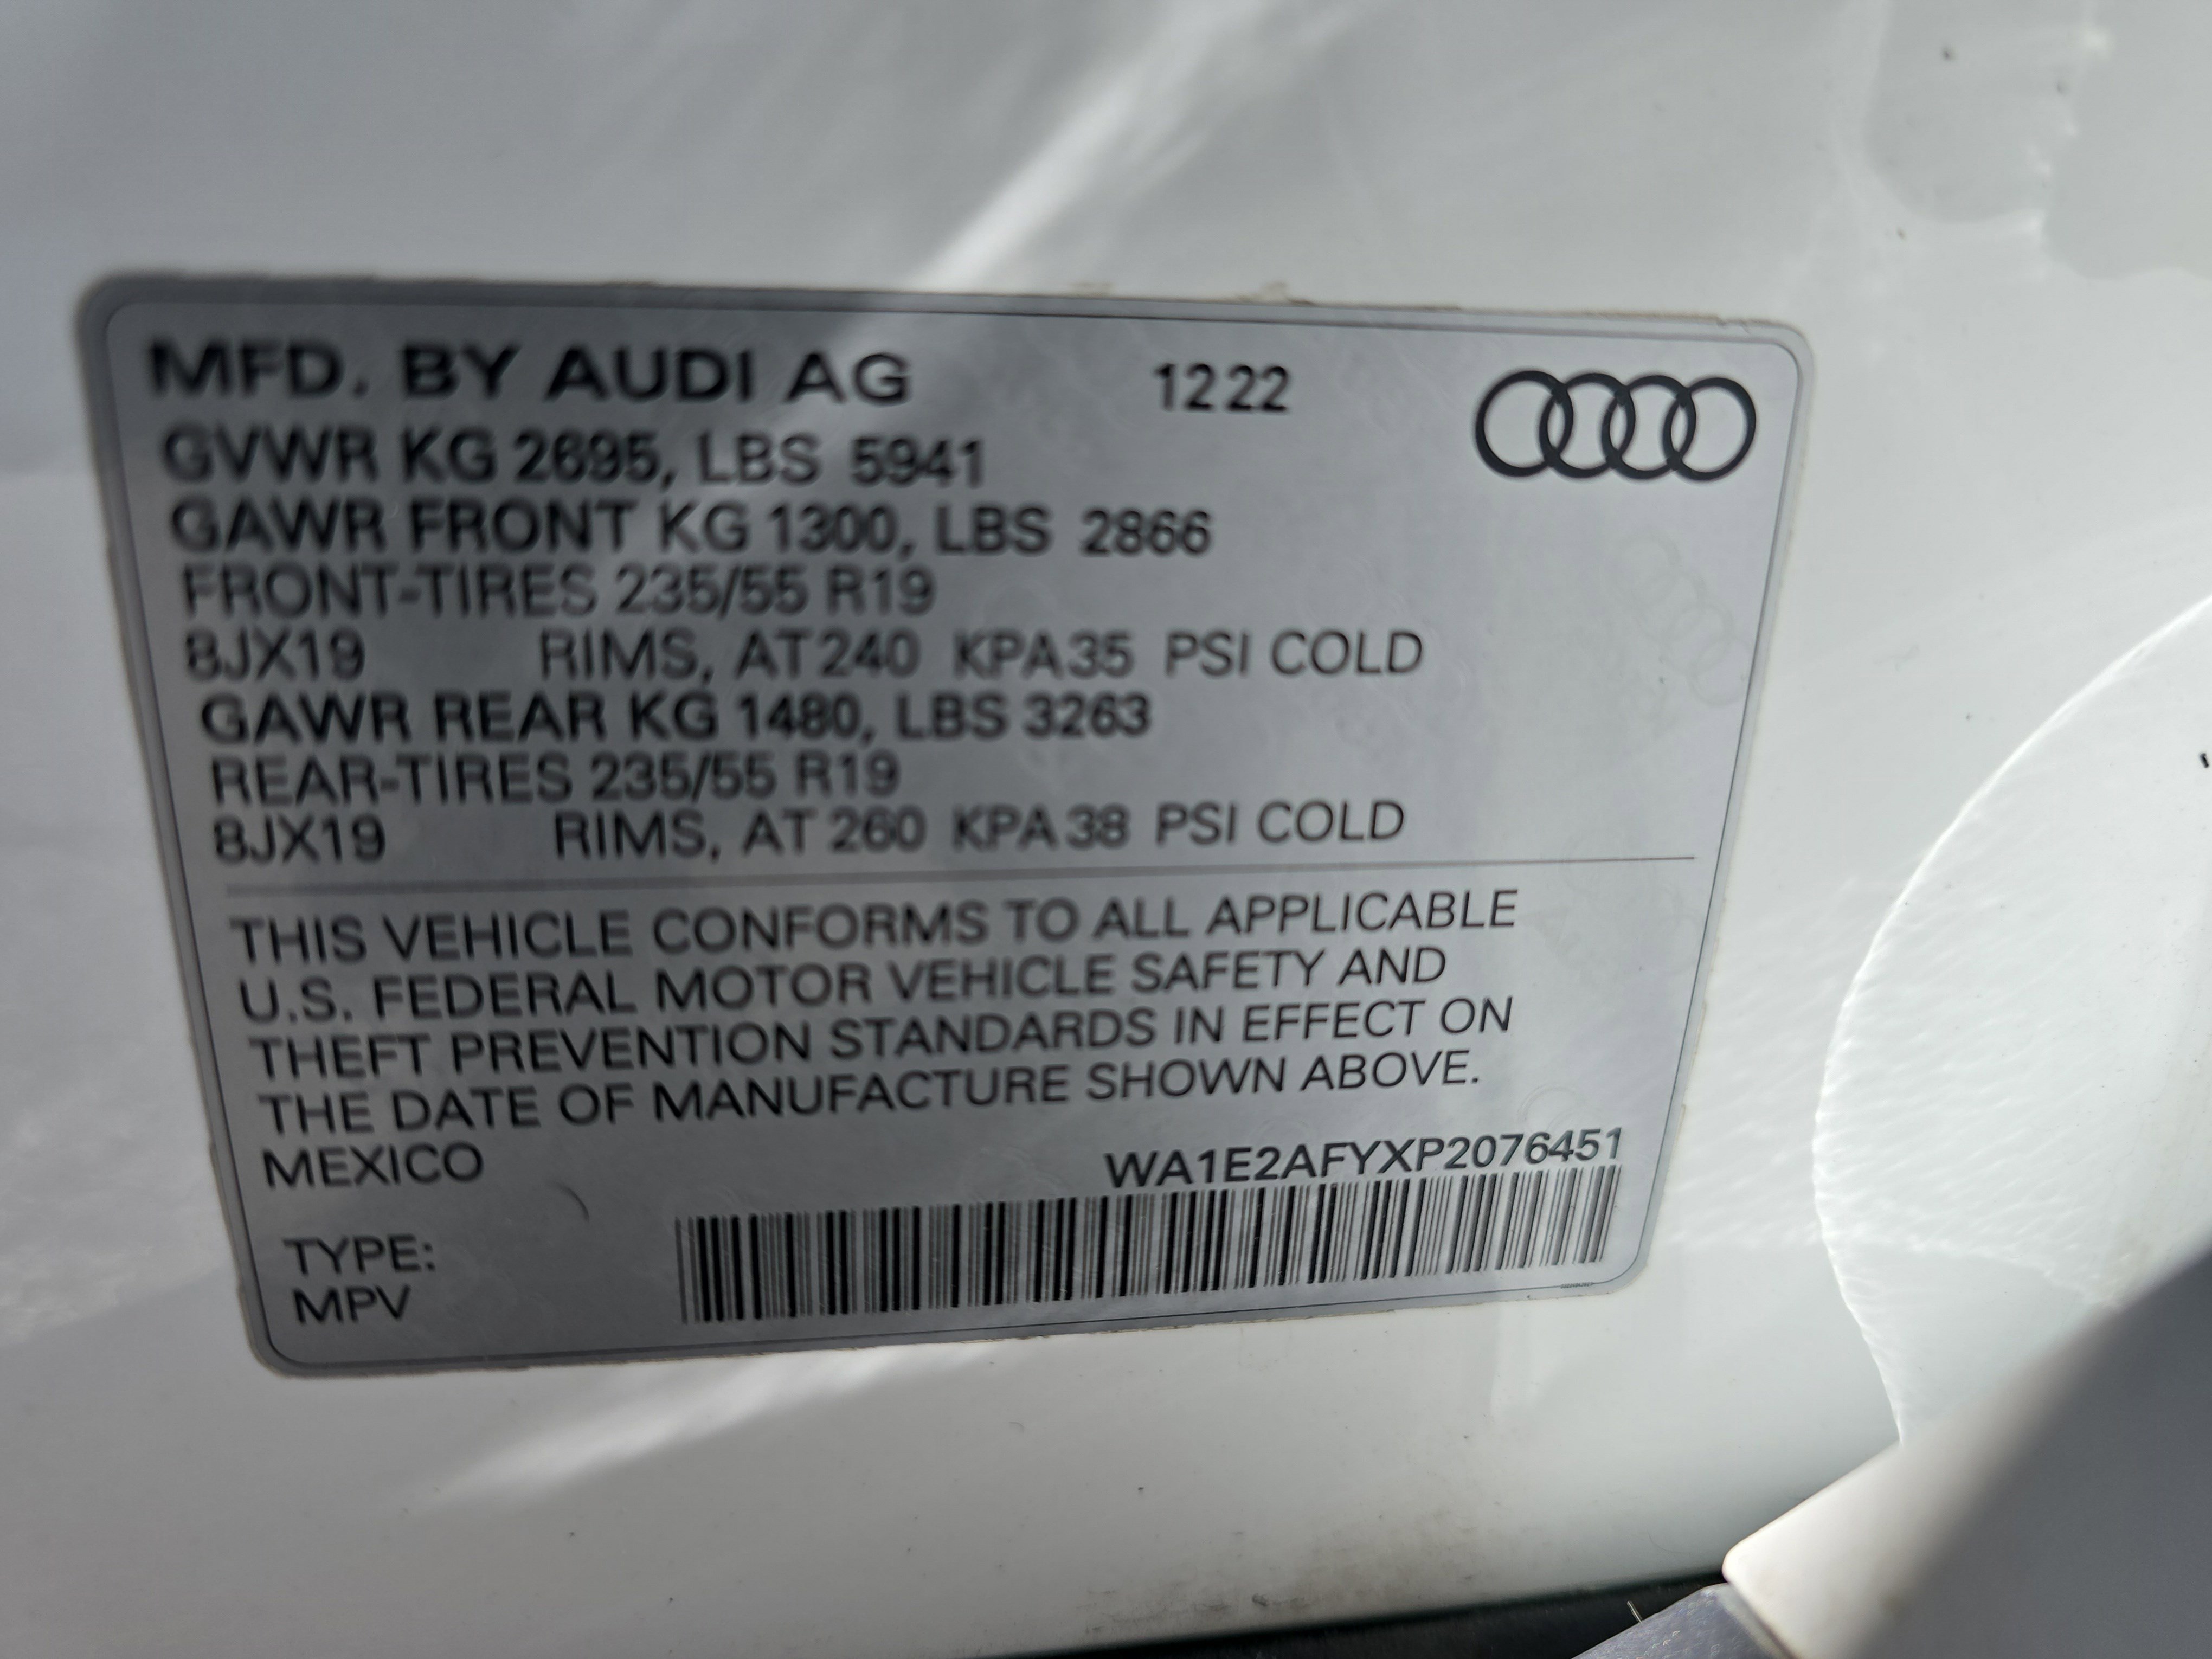 MFD. BY AUDI AG 1222
GVWR KG 2695, LBS 5941
GAWR FRONT KG 1300, LBS 2866
FRONT-TIRES 235/55 R19
8JX19 RIMS, AT 240 KPA 35 PSI COLD
GAWR REAR KG 1480, LBS 3263
REAR-TIRES 235/55 R19
8JX19 RIMS, AT 260 KPA 38 PSI COLD
THIS VEHICLE CONFORMS TO ALL APPLICABLE
U.S. FEDERAL MOTOR VEHICLE SAFETY AND
THEFT PREVENTION STANDARDS IN EFFECT ON
THE DATE OF MANUFACTURE SHOWN ABOVE.
MEXICO WA1E2AFYXP2076451
TYPE:
MPV